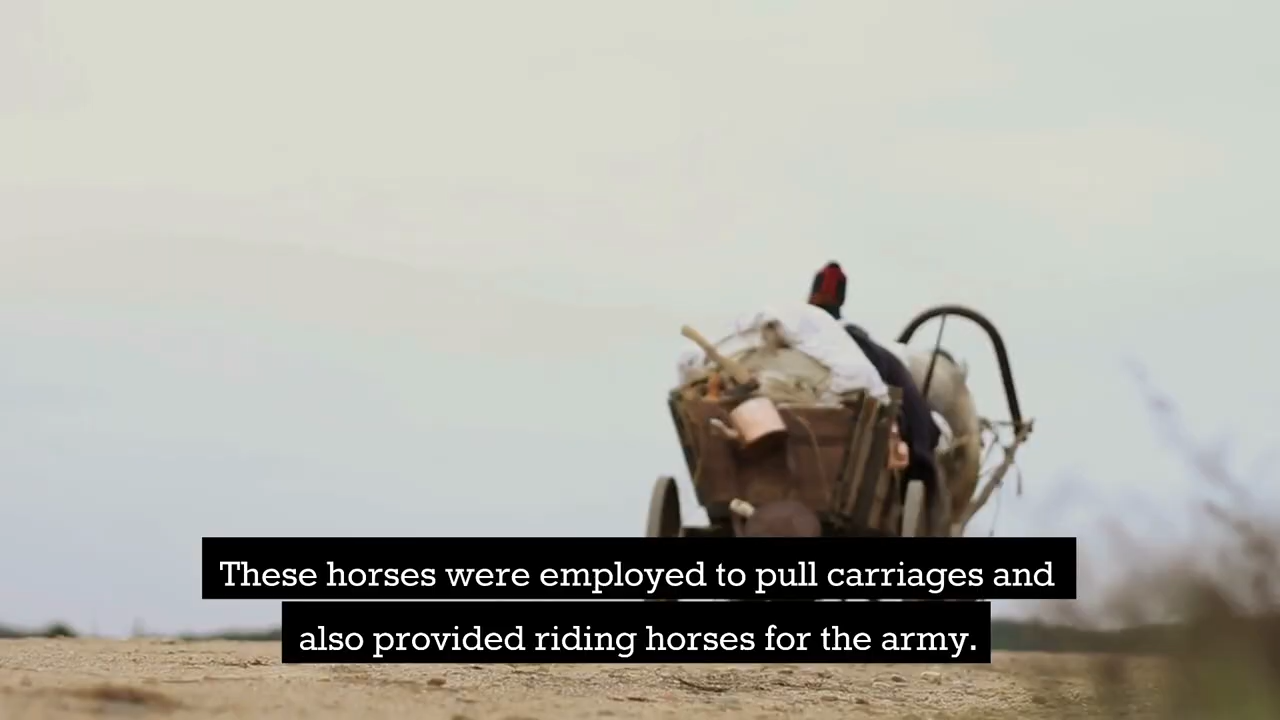 These horses were employed to pull carriages and
also provided riding horses for the army.